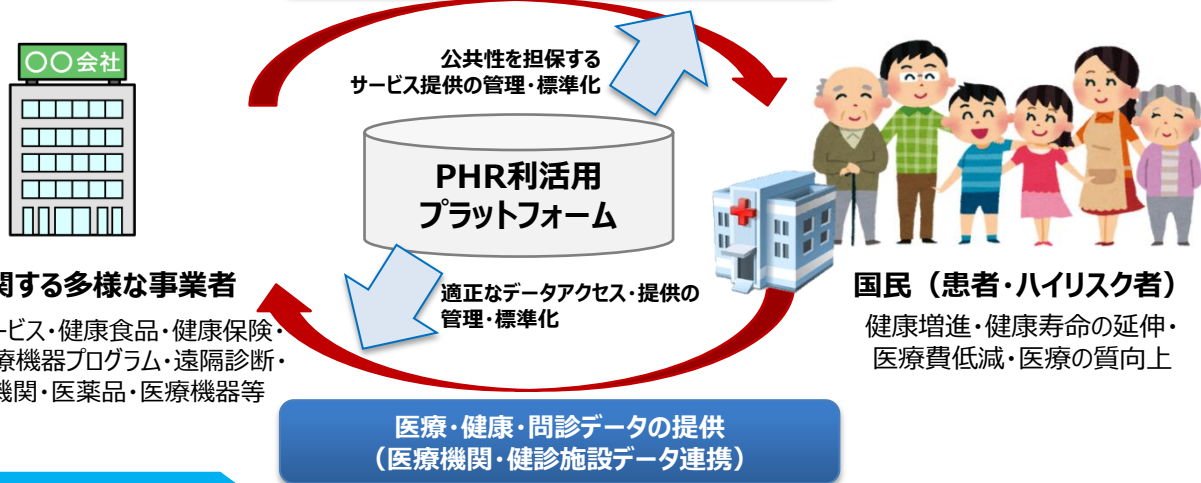 〇〇会社
公共性を担保する
サービス提供の管理・標準化
PHR利活用
プラットフォーム
適正なデータアクセス・提供の
管理・標準化
関する多様な事業者
ービス・健康食品・健康保険・
療機器プログラム・遠隔診断・
機関・医薬品・医療機器等
国民（患者・ハイリスク者）
健康増進・健康寿命の延伸・
医療費低減・医療の質向上
医療・健康・問診データの提供
（医療機関・健診施設データ連携）